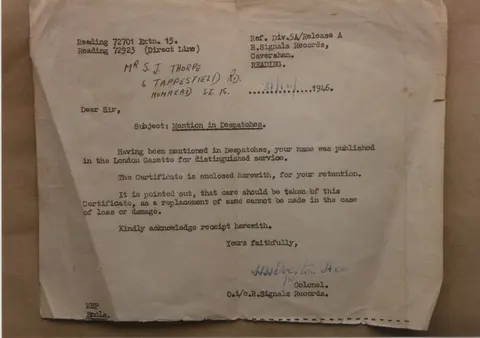 Reading 72701 Extn. 15.
Reading 72923 (Direct Line)
Ref. Div.5A/Release A
R.Signals Records,
Caversham.
READING.
MR S. J. THORPE
6 TAPPESFIELD RD.
NUNHEAD S.E. 15.
1946.
Dear Sir,
Subject: Mention in Despatches.
Having been mentioned in Despatches, your name was published
in the London Gazette for distinguished service.
The Certificate is enclosed herewith, for your retention.
It is pointed out, that care should be taken of this
Certificate, as a replacement of same cannot be made in the case
of loss or damage.
Kindly acknowledge receipt herewith.
Yours faithfully,
Colonel.
O.i/c.R.Signals Records.
Encls.